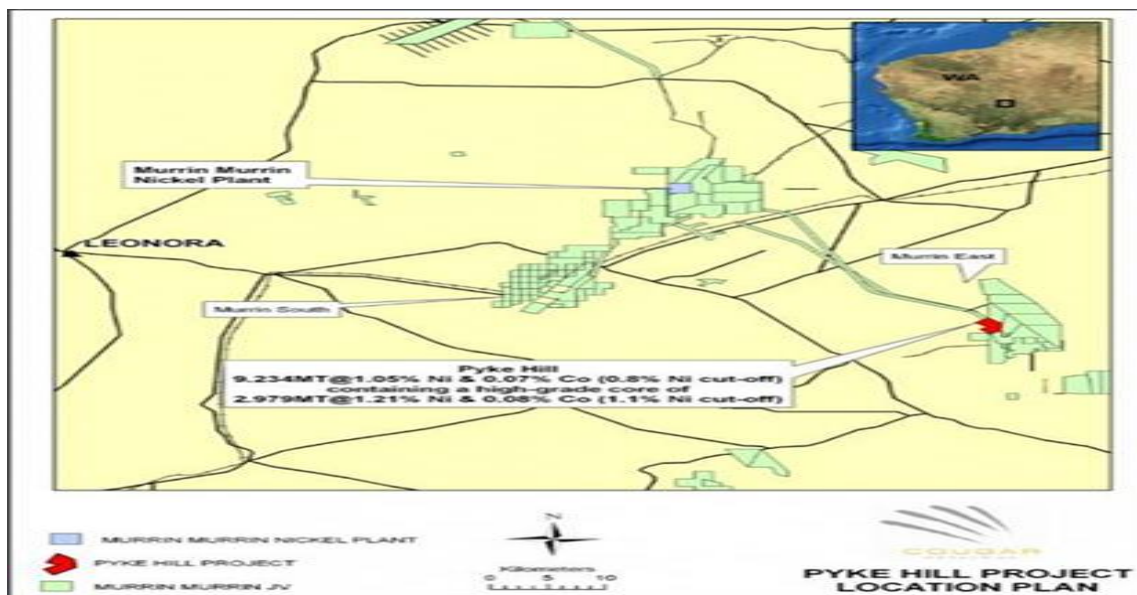 WA
Murrin Murrin
Nickel Plant
LEONORA
Murrin East
Murrin South
Pyke Hill
9.234MT@1.05% Ni & 0.07% Co (0.8% Ni cut-off)
containing a high-grade core of
2.979MT@1.21% Ni & 0.08% Co (1.1% Ni cut-off)
MURRIN MURRIN NICKEL PLANT
PYKE HILL PROJECT
MURRIN MURRIN JV
N
Kilometers
0 5 10
COUGAR
PYKE HILL PROJECT
LOCATION PLAN